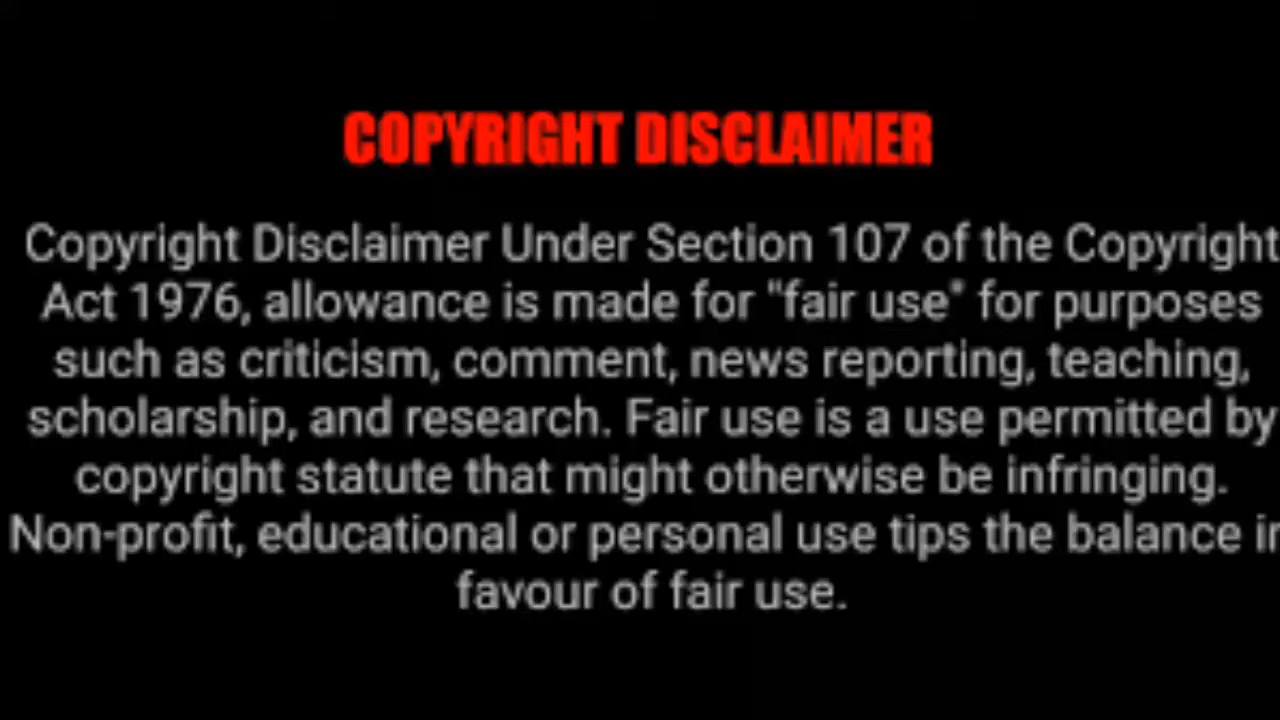 COPYRIGHT DISCLAIMER
Copyright Disclaimer Under Section 107 of the Copyright
Act 1976, allowance is made for "fair use" for purposes
such as criticism, comment, news reporting, teaching,
scholarship, and research. Fair use is a use permitted by
copyright statute that might otherwise be infringing.
Non-profit, educational or personal use tips the balance in
favour of fair use.